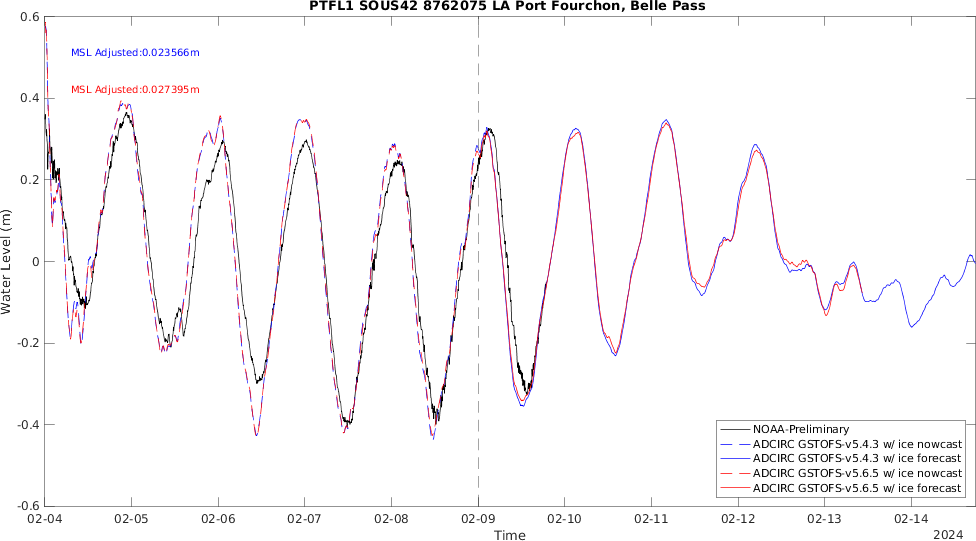 PTFL1 SOUS42 8762075 LA Port Fourchon, Belle Pass
0.6
MSL Adjusted:0.023566m
MSL Adjusted:0.027395m
0.4
0.2
0
-0.2
-0.4
-0.6
Water Level (m)
NOAA-Preliminary
ADCIRC GSTOFS-v5.4.3 w/ ice nowcast
ADCIRC GSTOFS-v5.4.3 w/ ice forecast
ADCIRC GSTOFS-v5.6.5 w/ ice nowcast
ADCIRC GSTOFS-v5.6.5 w/ ice forecast
02-04 02-05 02-06 02-07 02-08 02-09 02-10 02-11 02-12 02-13 02-14
Time
2024